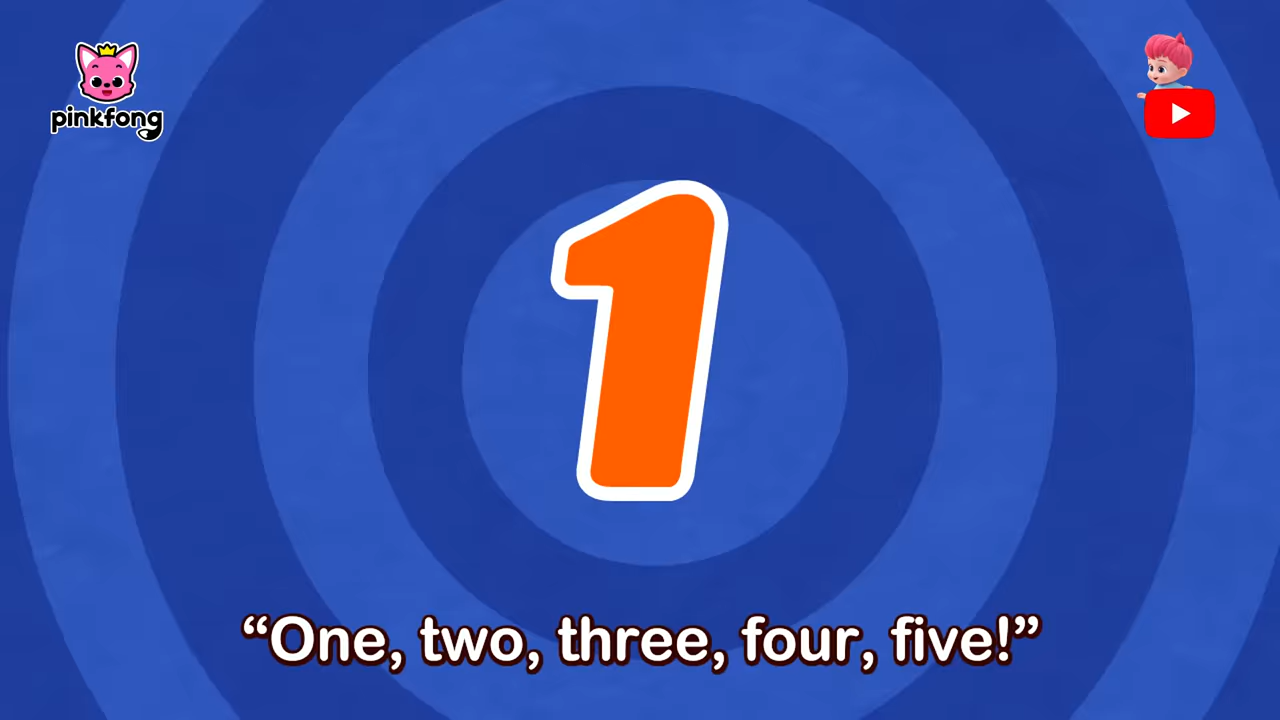 pinkfong
1
“One, two, three, four, five!”